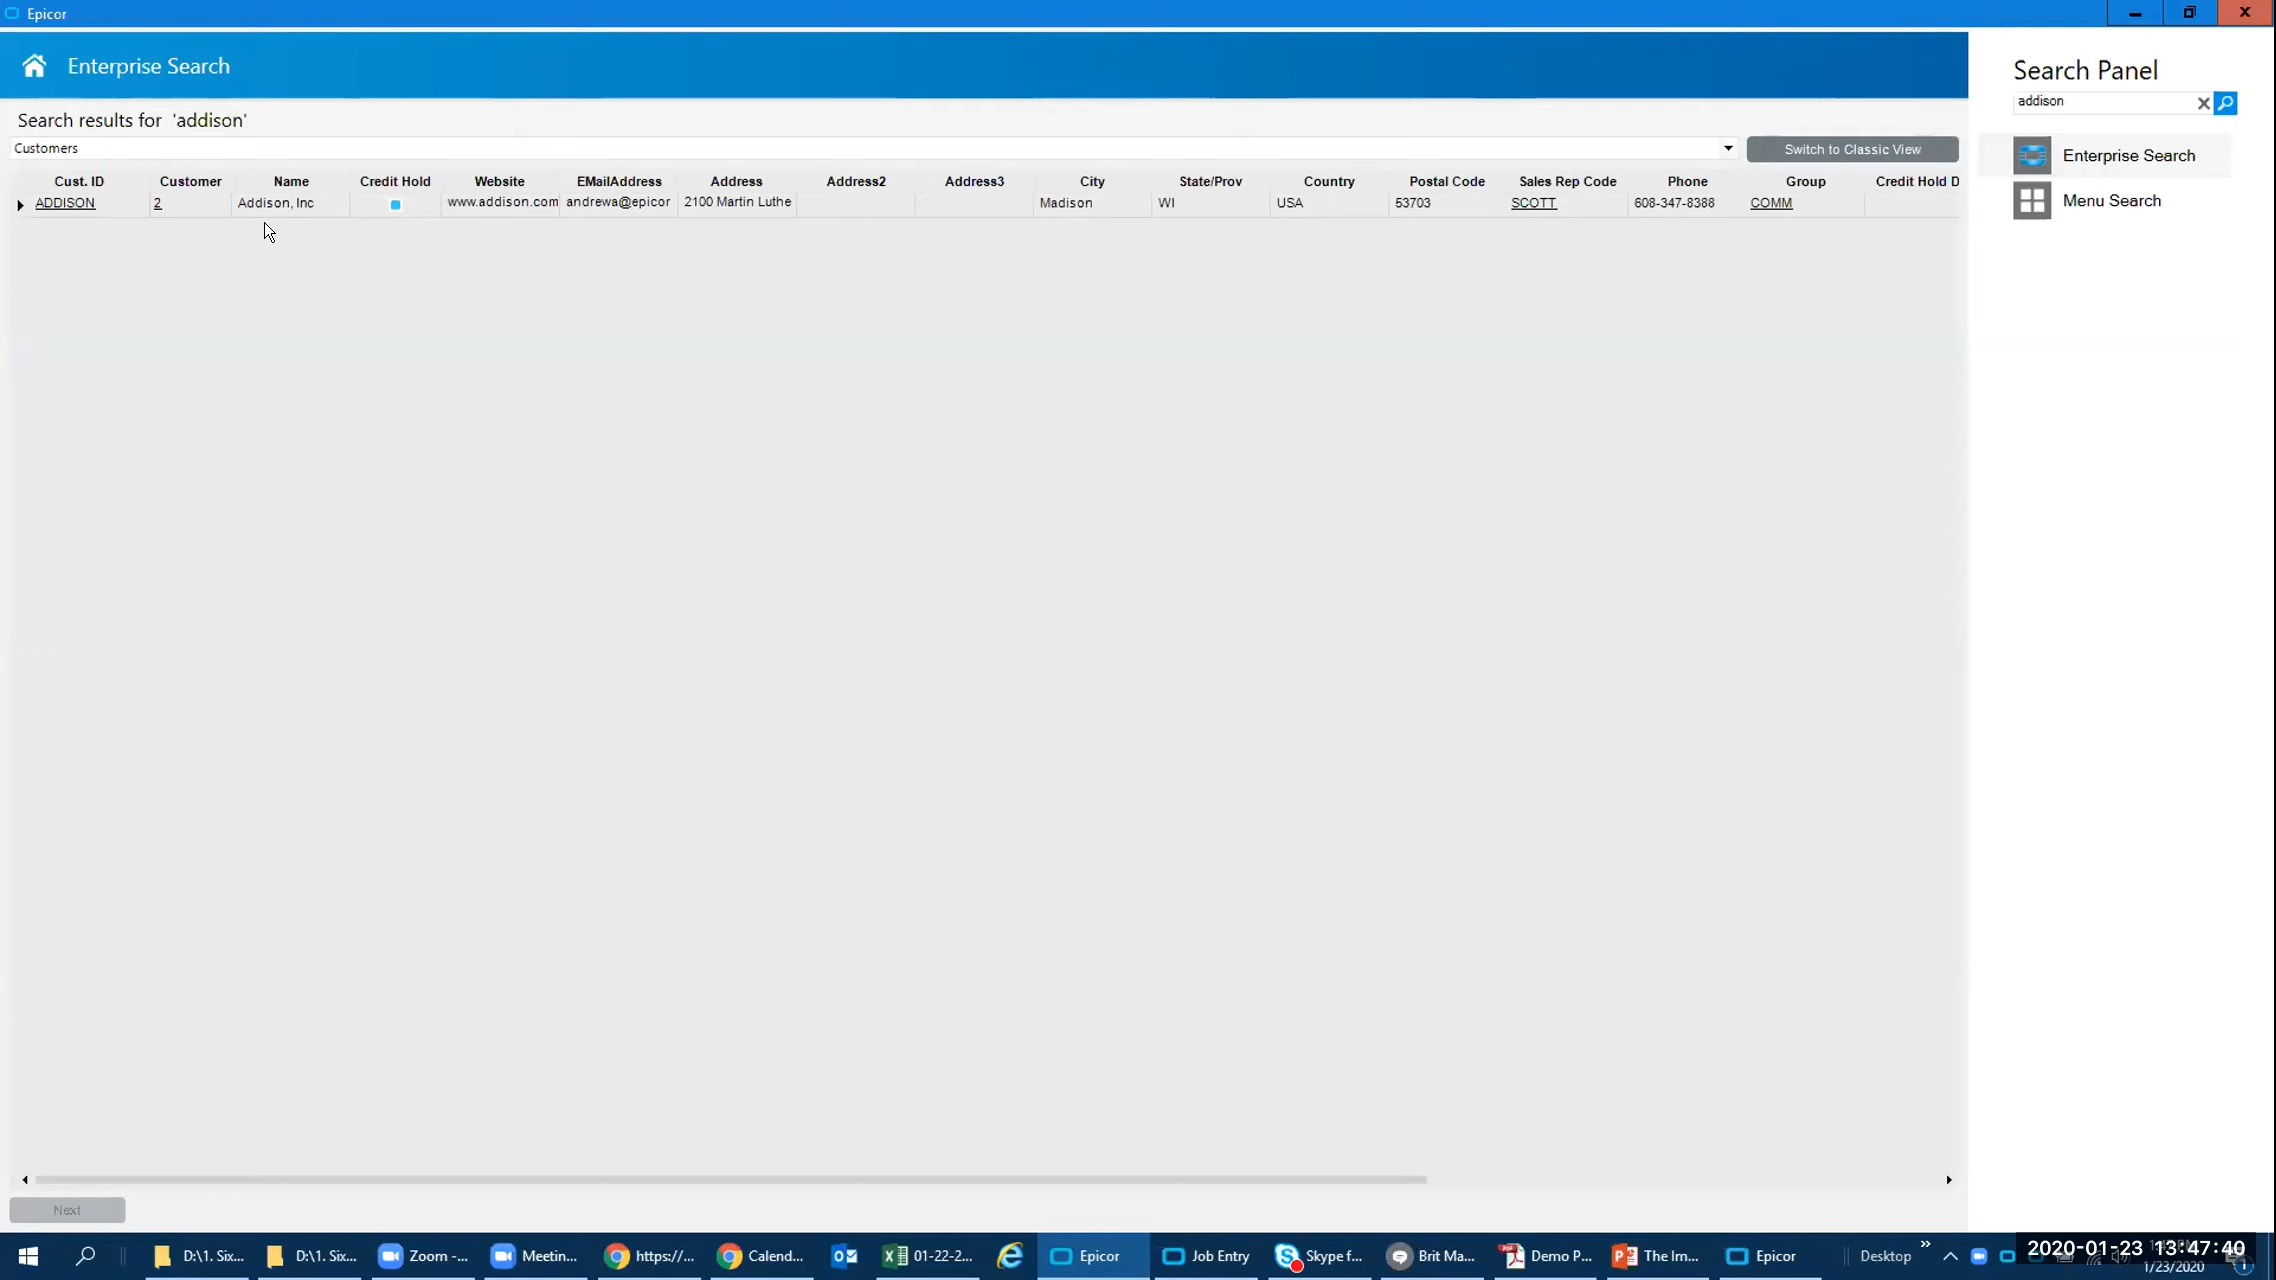 Epicor
Enterprise Search
Search results for 'addison'
Customers
Switch to Classic View
Cust. ID Customer Name Credit Hold Website EMailAddress Address Address2 Address3 City State/Prov Country Postal Code Sales Rep Code Phone Group Credit Hold D
ADDISON 2 Addison, Inc www.addison.com andrewa@epicor 2100 Martin Luthe Madison WI USA 53703 SCOTT 608-347-8388 COMM
Next
Search Panel
addison
Enterprise Search
Menu Search
D:\1. Six... D:\1. Six... Zoom -... Meetin... https://... Calend... 01-22-2... Epicor Job Entry Skype f... Brit Ma... Demo P... The Im... Epicor Desktop
2020-01-23 13:47:40
1/23/2020